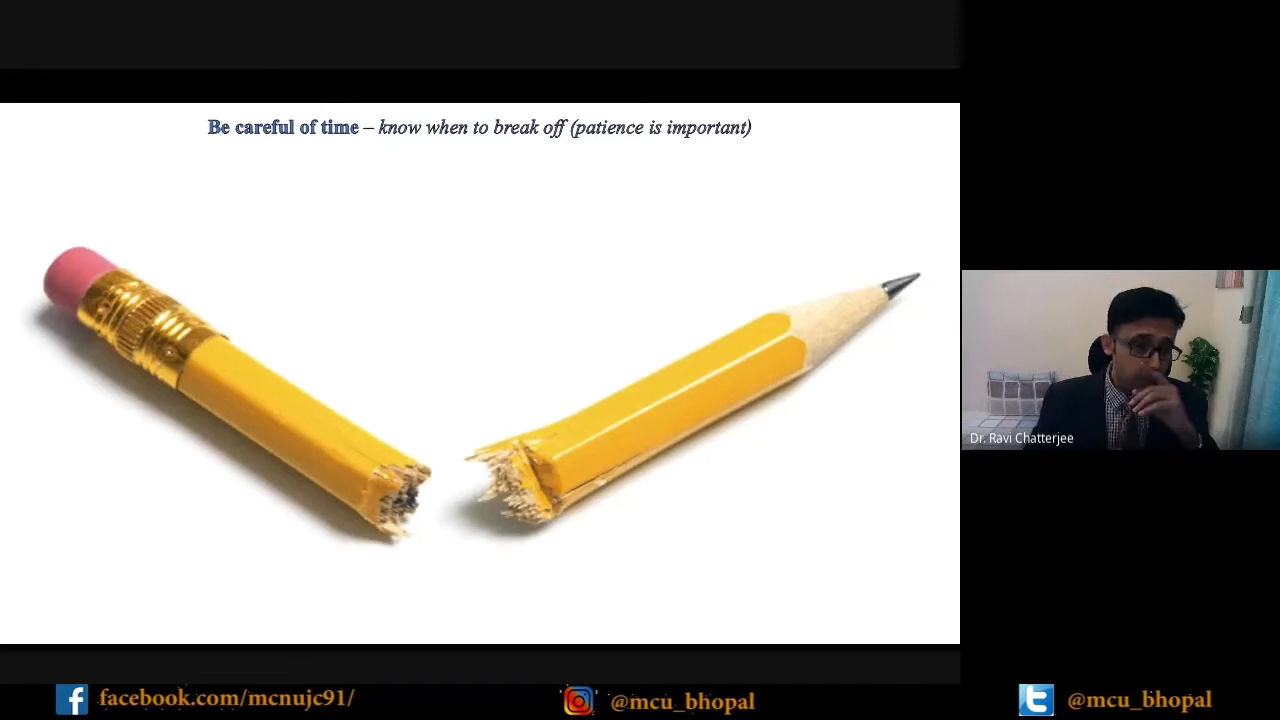 Be careful of time – know when to break off (patience is important)
Dr. Ravi Chatterjee
facebook.com/mcnujc91/
@mcu_bhopal
@mcu_bhopal